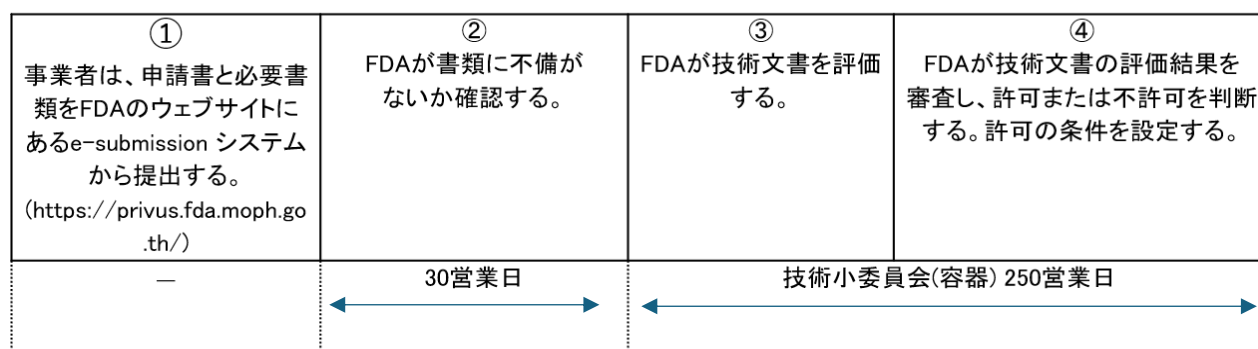 ①
事業者は、申請書と必要書
類をFDAのウェブサイトに
あるe-submission システム
から提出する。
(https://privus.fda.moph.go
.th/)
②
FDAが書類に不備が
ないか確認する。
③
FDAが技術文書を評価
する。
④
FDAが技術文書の評価結果を
審査し、許可または不許可を判断
する。許可の条件を設定する。
－
30営業日
技術小委員会(容器) 250営業日